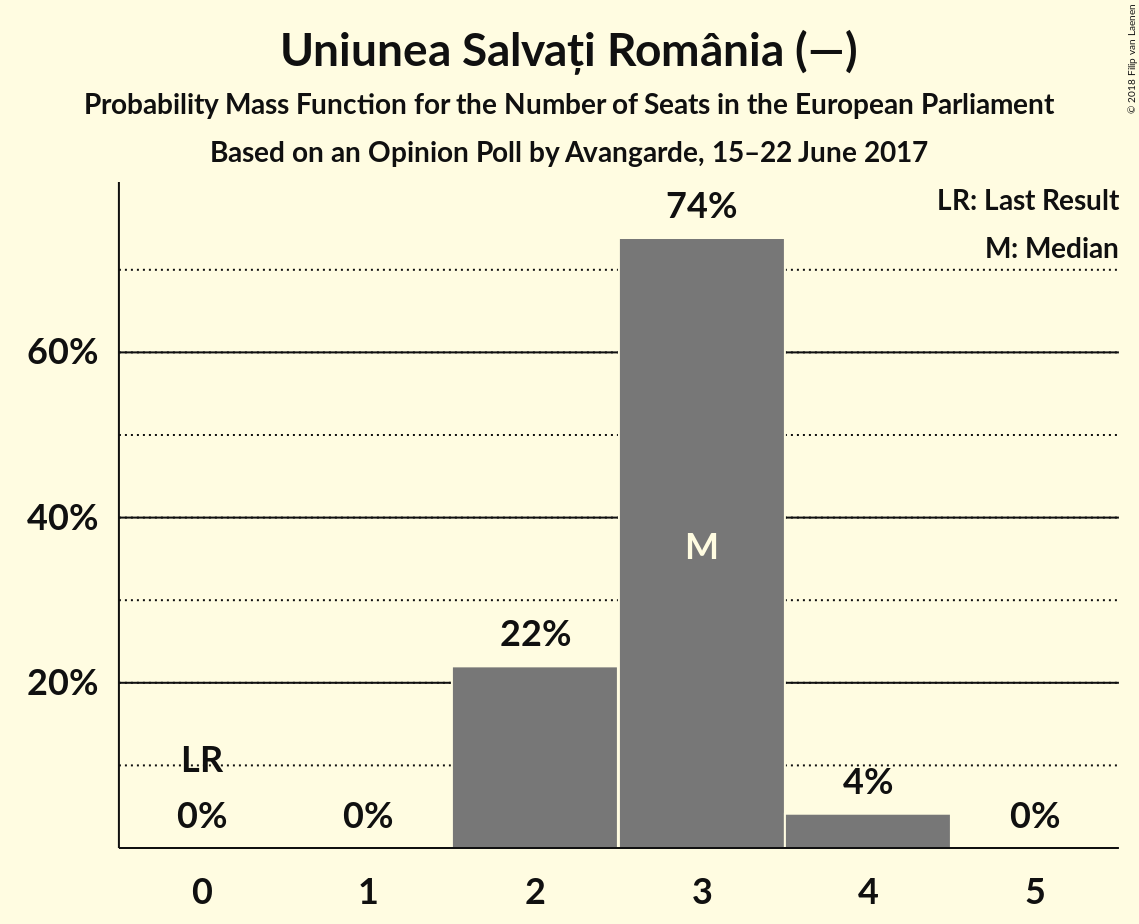 Uniunea Salvați România (—)
Probability Mass Function for the Number of Seats in the European Parliament
Based on an Opinion Poll by Avangarde, 15–22 June 2017
© 2018 Filip van Laenen
LR: Last Result
M: Median
74%
60%
40%
M
22%
20%
LR
4%
0%
0%
0%
0
1
2
3
4
5